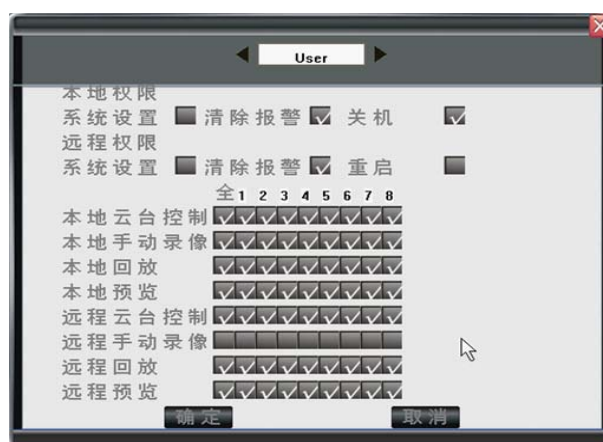 User
本地权限
系统设置 清除报警 关机
远程权限
系统设置 清除报警 重启
全 1 2 3 4 5 6 7 8
本地云台控制
本地手动录像
本地回放
本地预览
远程云台控制
远程手动录像
远程回放
远程预览
确定 取消